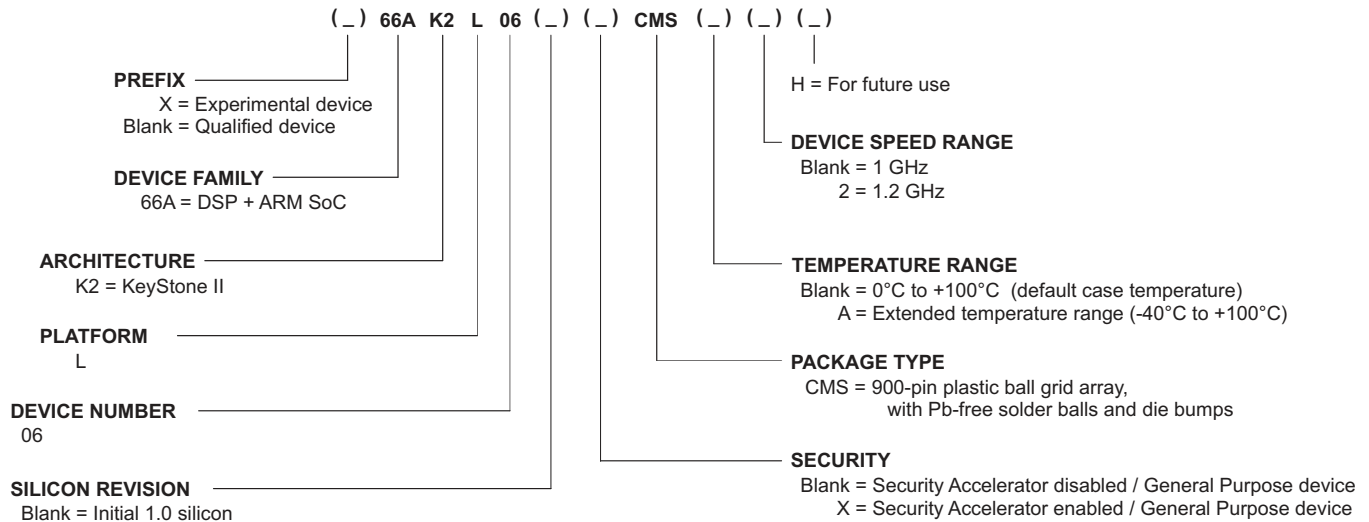 ( _ ) 66A K2 L 06 ( _ ) ( _ ) CMS ( _ ) ( _ ) ( _ )
PREFIX
X = Experimental device
Blank = Qualified device
DEVICE FAMILY
66A = DSP + ARM SoC
ARCHITECTURE
K2 = KeyStone II
PLATFORM
L
DEVICE NUMBER
06
SILICON REVISION
Blank = Initial 1.0 silicon
H = For future use
DEVICE SPEED RANGE
Blank = 1 GHz
2 = 1.2 GHz
TEMPERATURE RANGE
Blank = 0°C to +100°C (default case temperature)
A = Extended temperature range (-40°C to +100°C)
PACKAGE TYPE
CMS = 900-pin plastic ball grid array,
with Pb-free solder balls and die bumps
SECURITY
Blank = Security Accelerator disabled / General Purpose device
X = Security Accelerator enabled / General Purpose device